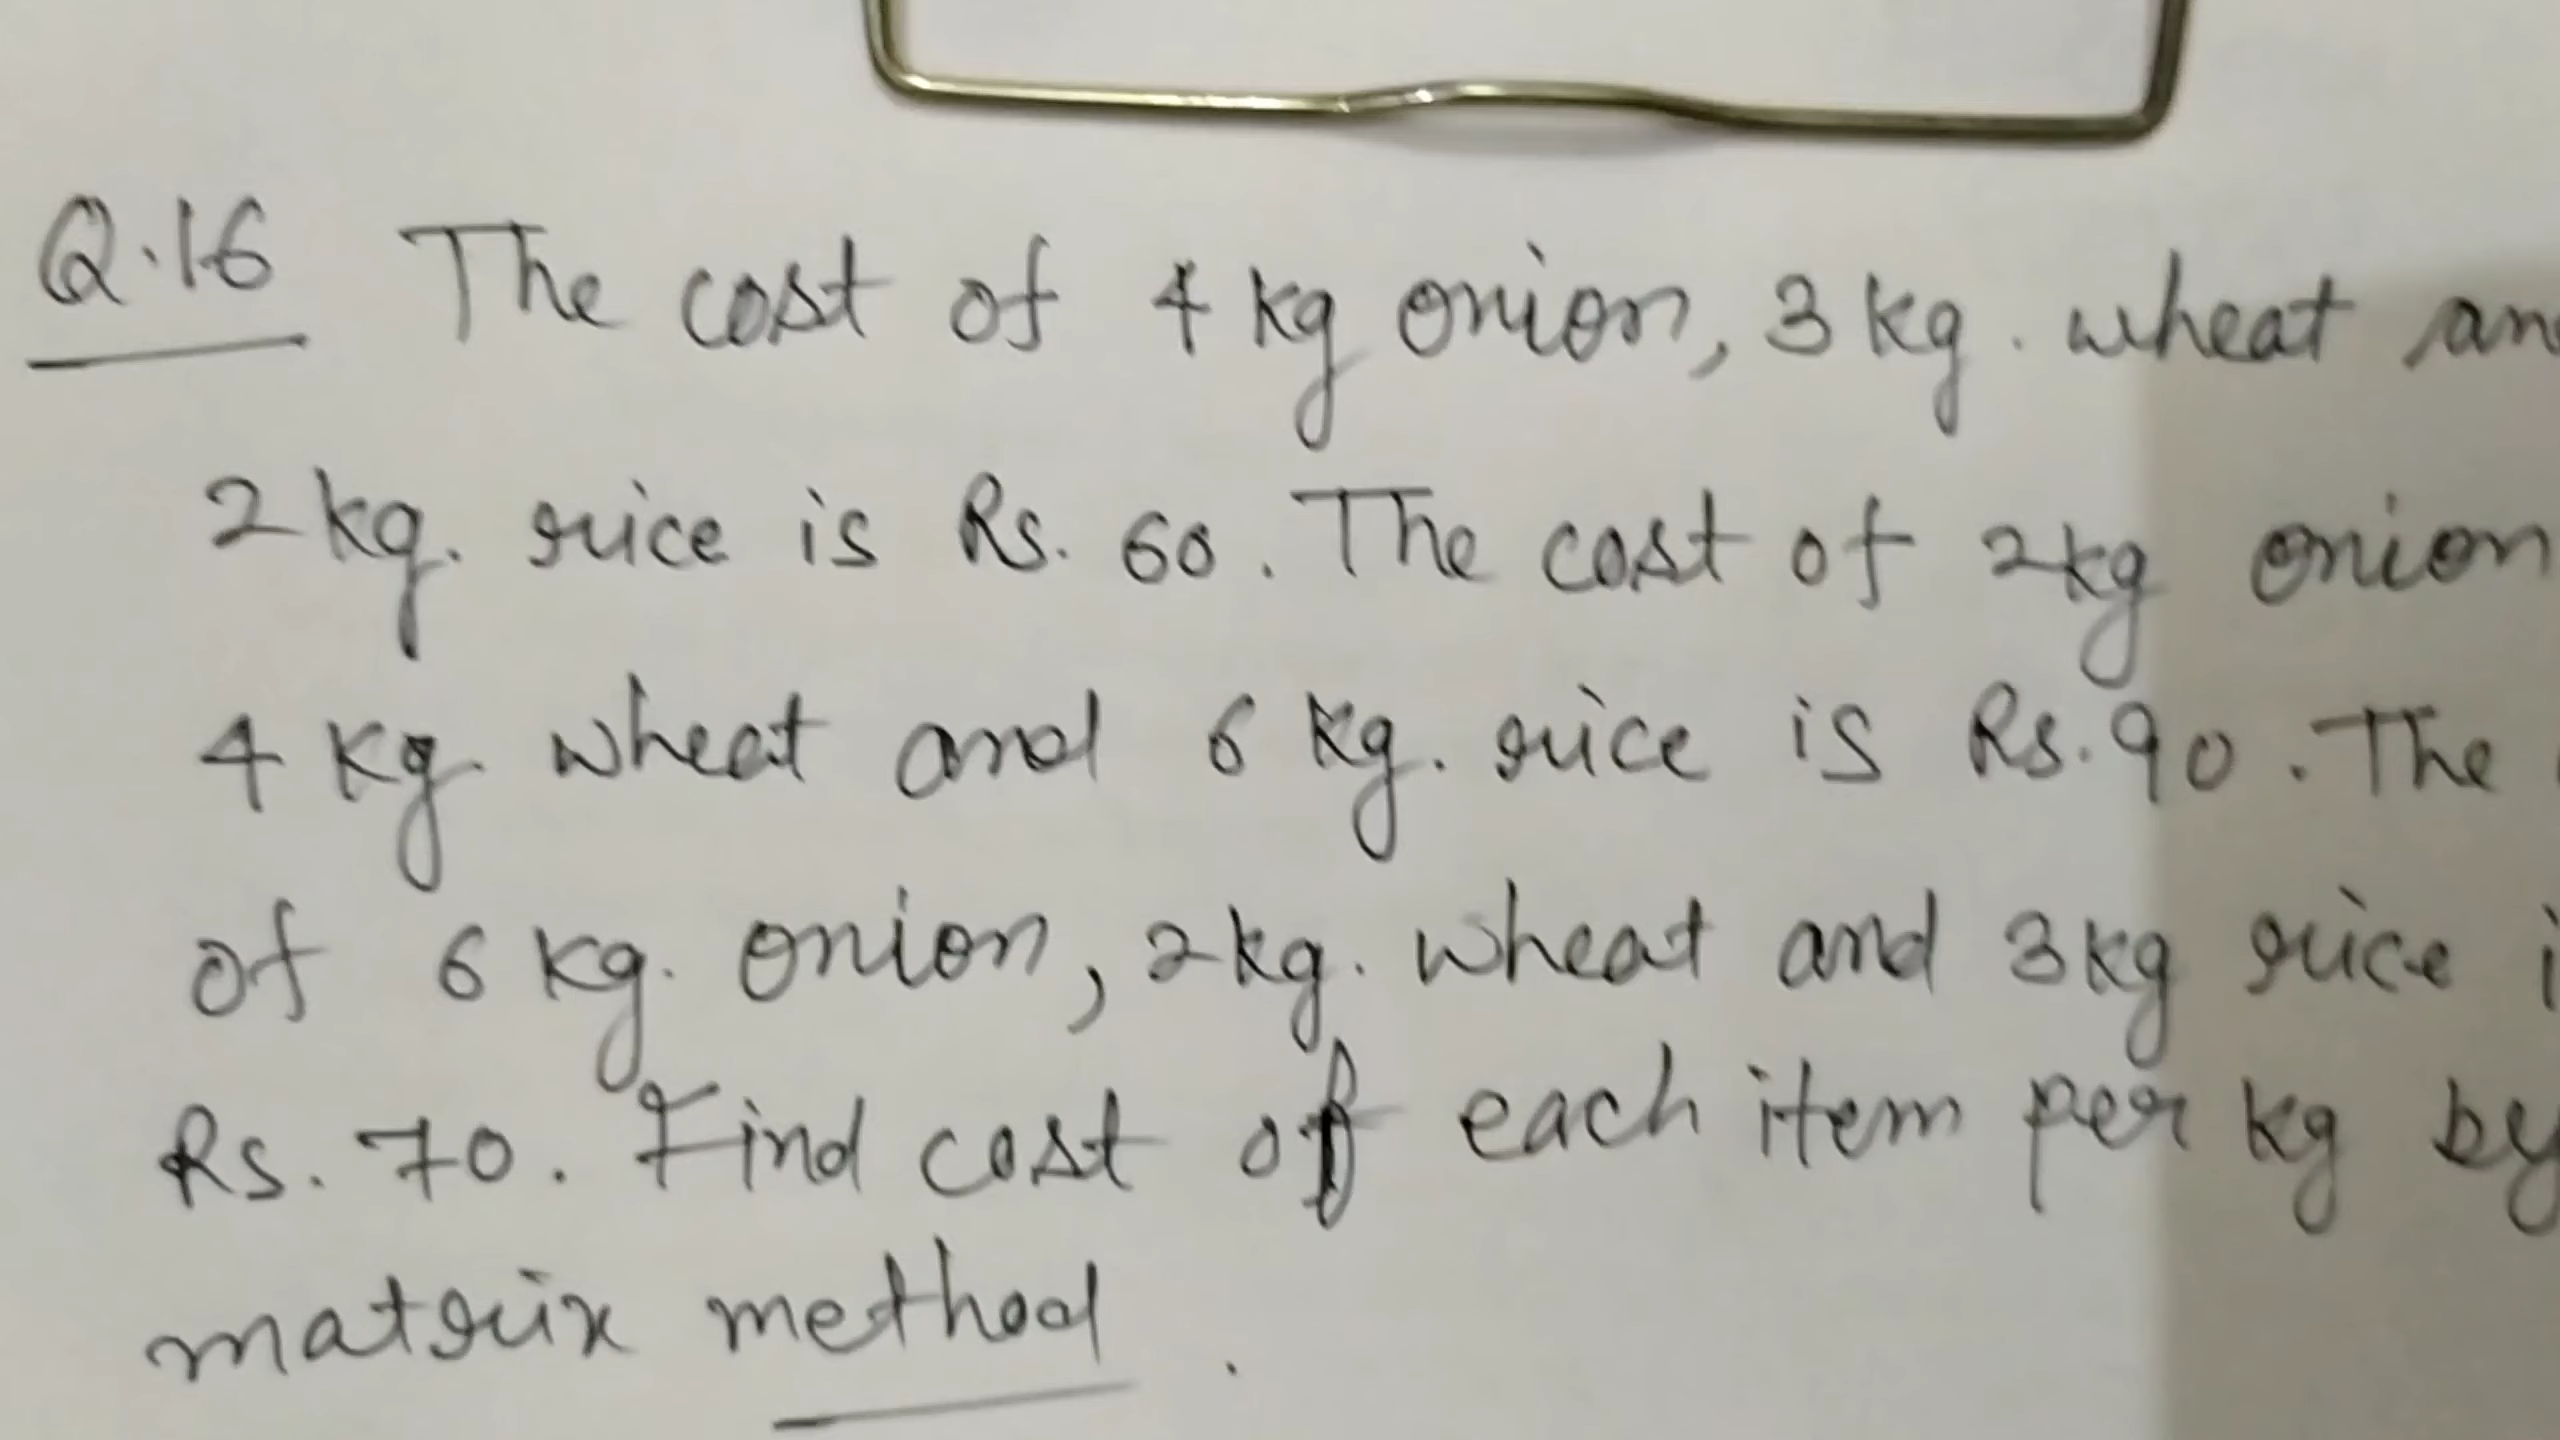 Q.16 The cost of 4 kg onion, 3 kg. wheat an
2 kg. rice is Rs. 60. The cost of 2kg onion
4 kg. wheat and 6 kg. rice is Rs. 90. The
of 6 kg. onion, 2 kg. wheat and 3 kg rice i
Rs. 70. Find cost of each item per kg by
matrix method.